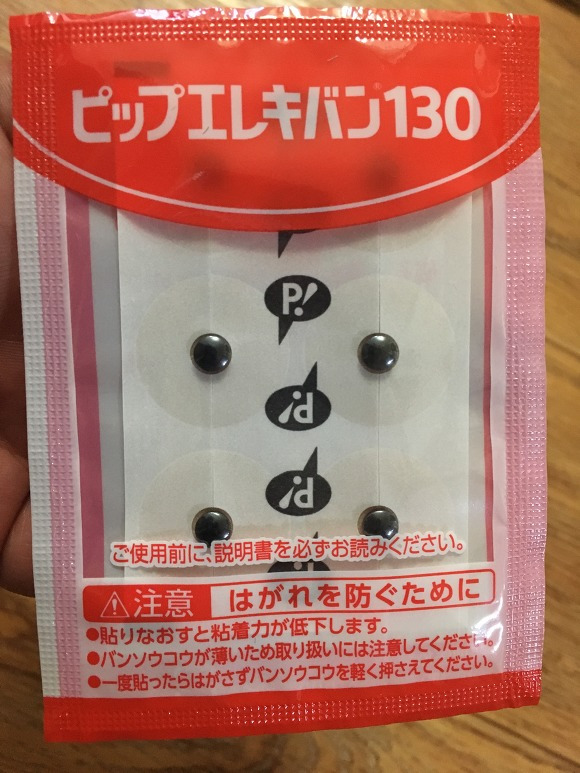 ピップエレキバン®130
P!
P!
P!
ご使用前に、説明書を必ずお読みください。
⚠注意 はがれを防ぐために
●貼りなおすと粘着力が低下します。
●バンソウコウが薄いため取り扱いには注意してください。
●一度貼ったらはがさずバンソウコウを軽く押さえてください。